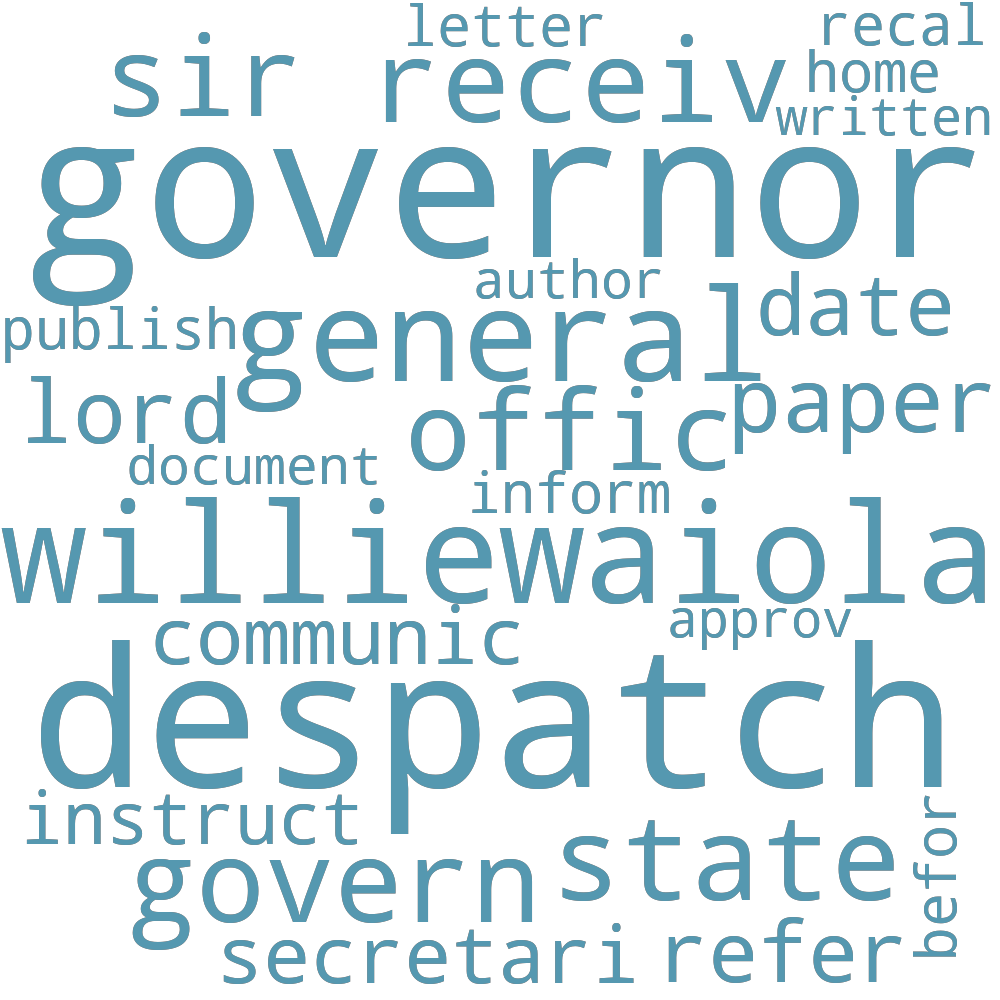 letter recal
sir receiv home
written
governor
author
publish general date
lord offic paper
document inform
williewaiola
communic approv
despatch
instruct
govern state befor
secretari refer